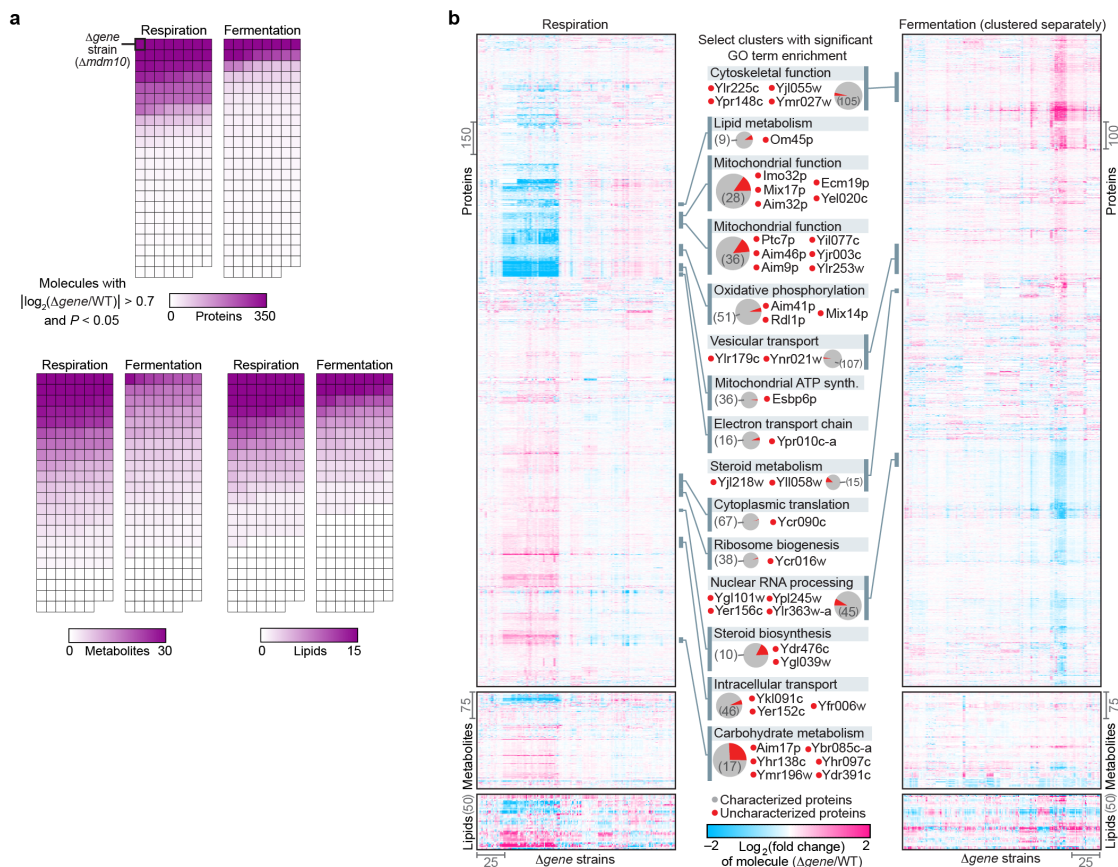 a
Respiration Fermentation
Δgene
strain
(Δmdm10)
Molecules with
|log2(Δgene/WT)| > 0.7
and P < 0.05
0 Proteins 350
Respiration Fermentation Respiration Fermentation
0 Metabolites 30
0 Lipids 15
b
Respiration
Fermentation (clustered separately)
Select clusters with significant
GO term enrichment
Cytoskeletal function
Ylr225c Yjl055w
Ypr148c Ymr027w (105)
Lipid metabolism
(9) Om45p
Mitochondrial function
Imo32p
Ecm19p
Mix17p
(28)
Yel020c
Aim32p
Mitochondrial function
Ptc7p Yil077c
Aim46p Yjr003c
(36)
Aim9p Ylr253w
Oxidative phosphorylation
Aim41p
(51) Mix14p
Rdl1p
Vesicular transport
Ylr179c Ynr021w (107)
Mitochondrial ATP synth.
(36) Esbp6p
Electron transport chain
(16) Ypr010c-a
Steroid metabolism
Yjl218w Yll058w (15)
Cytoplasmic translation
(67) Ycr090c
Ribosome biogenesis
(38) Ycr016w
Nuclear RNA processing
Ygl101w Ypl245w
Yer156c Ylr363w-a (45)
Steroid biosynthesis
Ydr476c
(10)
Ygl039w
Intracellular transport
Ykl091c
(46) Yfr006w
Yer152c
Carbohydrate metabolism
Aim17p Ybr085c-a
(17) Yhr138c Yhr097c
Ymr196w Ydr391c
Characterized proteins
Uncharacterized proteins
−2 0 2
Log2(fold change)
of molecule (Δgene/WT)
Proteins 150
Metabolites 75
Lipids (50)
25 Δgene strains
Proteins 100
Metabolites 75
Lipids (50)
Δgene strains 25